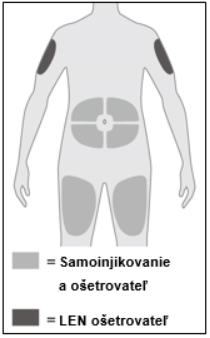 = Samoinjikovanie
a ošetrovateľ
= LEN ošetrovateľ